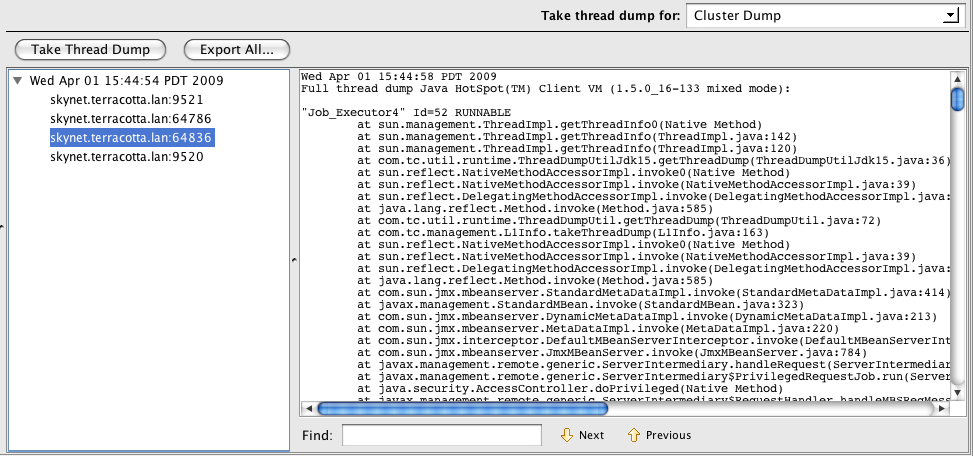 Take thread dump for: Cluster Dump
Take Thread Dump Export All...
Wed Apr 01 15:44:54 PDT 2009
skynet.terracotta.lan:9521
skynet.terracotta.lan:64786
skynet.terracotta.lan:64836
skynet.terracotta.lan:9520
Wed Apr 01 15:44:58 PDT 2009
Full thread dump Java HotSpot(TM) Client VM (1.5.0_16-133 mixed mode):
"Job_Executor4" Id=52 RUNNABLE
at sun.management.ThreadImpl.getThreadInfo0(Native Method)
at sun.management.ThreadImpl.getThreadInfo(ThreadImpl.java:142)
at sun.management.ThreadImpl.getThreadInfo(ThreadImpl.java:120)
at com.tc.util.runtime.ThreadDumpUtilJdk15.getThreadDump(ThreadDumpUtilJdk15.java:36)
at sun.reflect.NativeMethodAccessorImpl.invoke0(Native Method)
at sun.reflect.NativeMethodAccessorImpl.invoke(NativeMethodAccessorImpl.java:39)
at sun.reflect.DelegatingMethodAccessorImpl.invoke(DelegatingMethodAccessorImpl.java:
at java.lang.reflect.Method.invoke(Method.java:585)
at com.tc.util.runtime.ThreadDumpUtil.getThreadDump(ThreadDumpUtil.java:72)
at com.tc.management.L1Info.takeThreadDump(L1Info.java:163)
at sun.reflect.NativeMethodAccessorImpl.invoke0(Native Method)
at sun.reflect.NativeMethodAccessorImpl.invoke(NativeMethodAccessorImpl.java:39)
at sun.reflect.DelegatingMethodAccessorImpl.invoke(DelegatingMethodAccessorImpl.java:
at java.lang.reflect.Method.invoke(Method.java:585)
at com.sun.jmx.mbeanserver.StandardMetaDataImpl.invoke(StandardMetaDataImpl.java:414)
at javax.management.StandardMBean.invoke(StandardMBean.java:323)
at com.sun.jmx.mbeanserver.DynamicMetaDataImpl.invoke(DynamicMetaDataImpl.java:213)
at com.sun.jmx.mbeanserver.MetaDataImpl.invoke(MetaDataImpl.java:220)
at com.sun.jmx.interceptor.DefaultMBeanServerInterceptor.invoke(DefaultMBeanServerInt
at com.sun.jmx.mbeanserver.JmxMBeanServer.invoke(JmxMBeanServer.java:784)
at javax.management.remote.generic.ServerIntermediary.handleRequest(ServerIntermediar
at javax.management.remote.generic.ServerIntermediary$PrivilegedRequestJob.run(Server
at java.security.AccessController.doPrivileged(Native Method)
at javax.management.remote.generic.ServerIntermediary$RequestHandler.handleMBSReqMess
Find: Next Previous